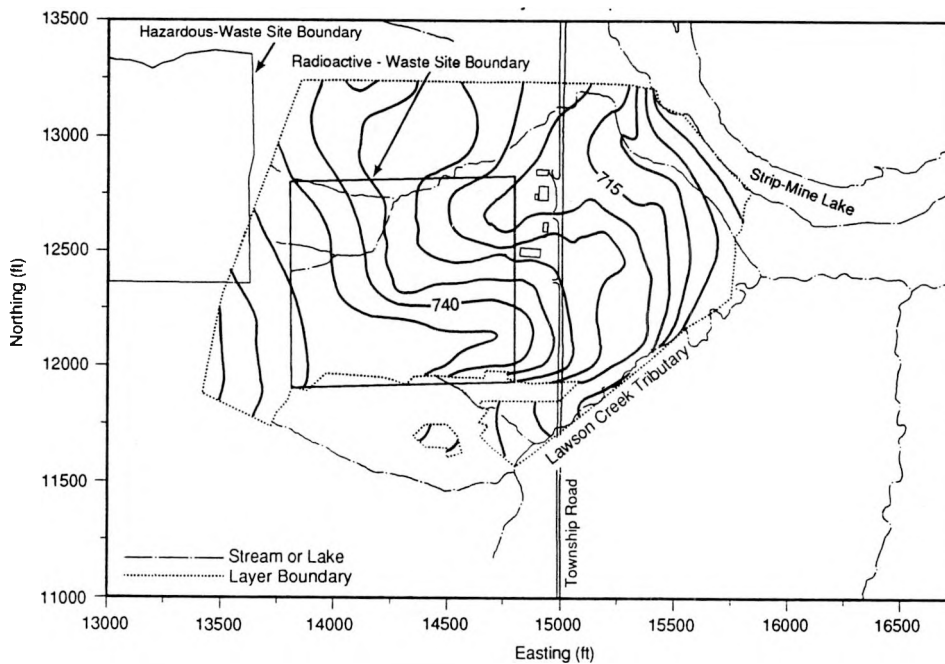 13500
Hazardous-Waste Site Boundary
Radioactive - Waste Site Boundary
13000
715
Strip-Mine Lake
12500
Northing (ft)
740
12000
Lawson Creek Tributary
11500
Township Road
Stream or Lake
Layer Boundary
11000
13000 13500 14000 14500 15000 15500 16000 16500
Easting (ft)